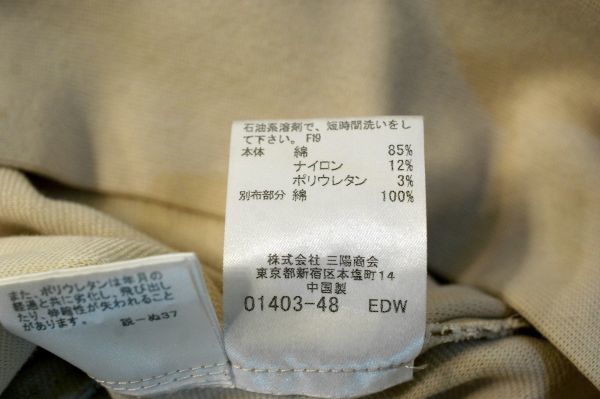 石油系溶剤で、短時間洗いをし
て下さい。F19
本体 綿 85%
ナイロン 12%
ポリウレタン 3%
別布部分 綿 100%
株式会社 三陽商会
東京都新宿区本塩町14
中国製
01403-48 EDW
また ポリウレタンは年月の
経過と共に劣化し、飛び出し
たり、伸縮性が失われること
があります。
説ーぬ37